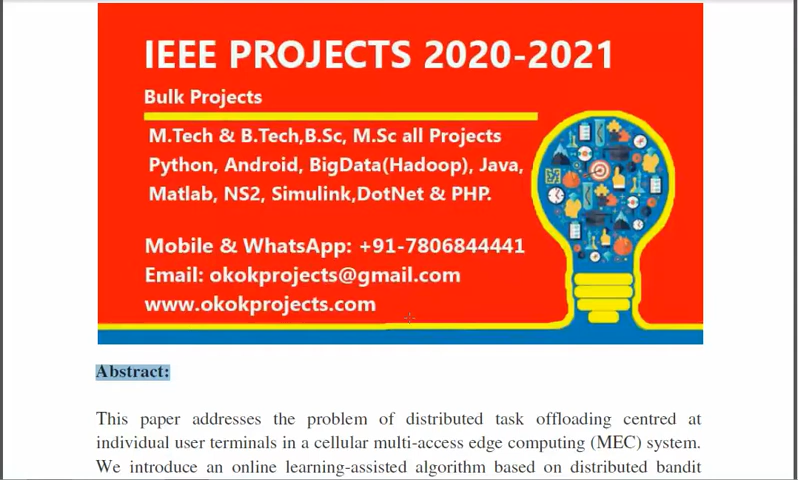 IEEE PROJECTS 2020-2021
Bulk Projects
M.Tech & B.Tech,B.Sc, M.Sc all Projects
Python, Android, BigData(Hadoop), Java,
Matlab, NS2, Simulink,DotNet & PHP.
Mobile & WhatsApp: +91-7806844441
Email: okokprojects@gmail.com
www.okokprojects.com
Abstract:
This paper addresses the problem of distributed task offloading centred at
individual user terminals in a cellular multi-access edge computing (MEC) system.
We introduce an online learning-assisted algorithm based on distributed bandit